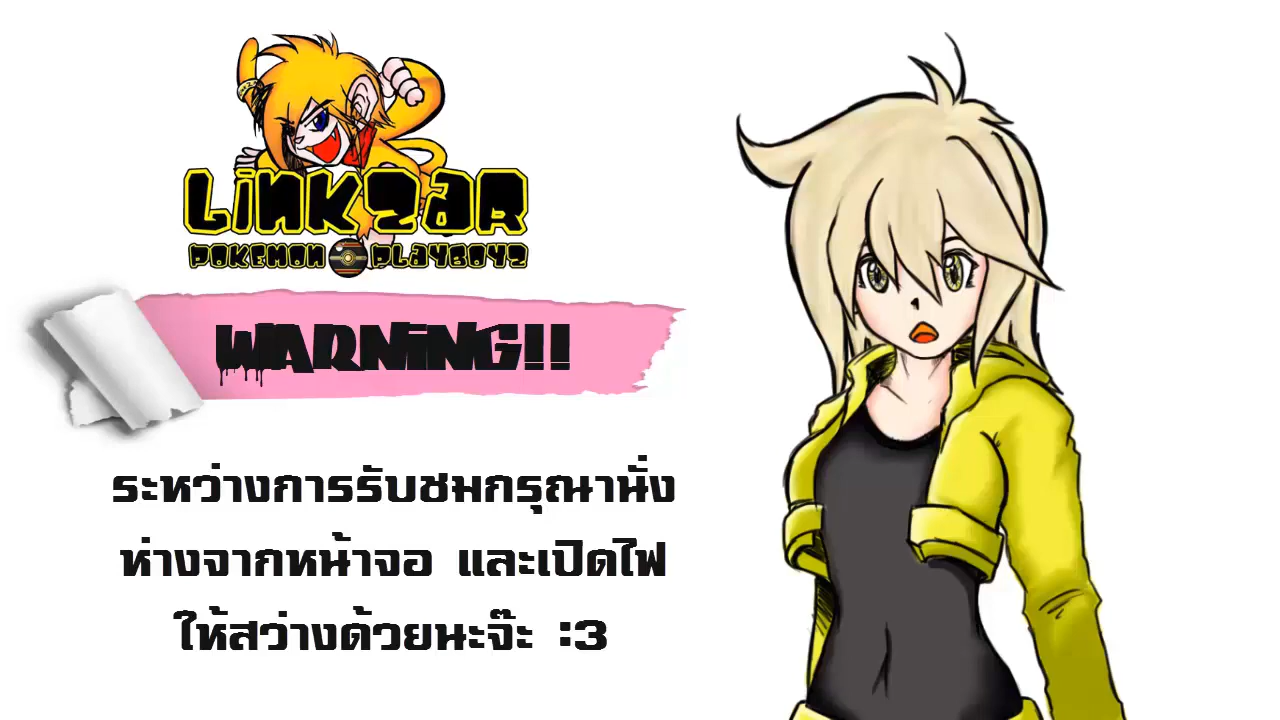 LiNKZaR
POKEMON PLAYBOYZ
WARNiNG!!
ระหว่างการรับชมกรุณานั่ง
ห่างจากหน้าจอ และเปิดไฟ
ให้สว่างด้วยนะจ๊ะ :3